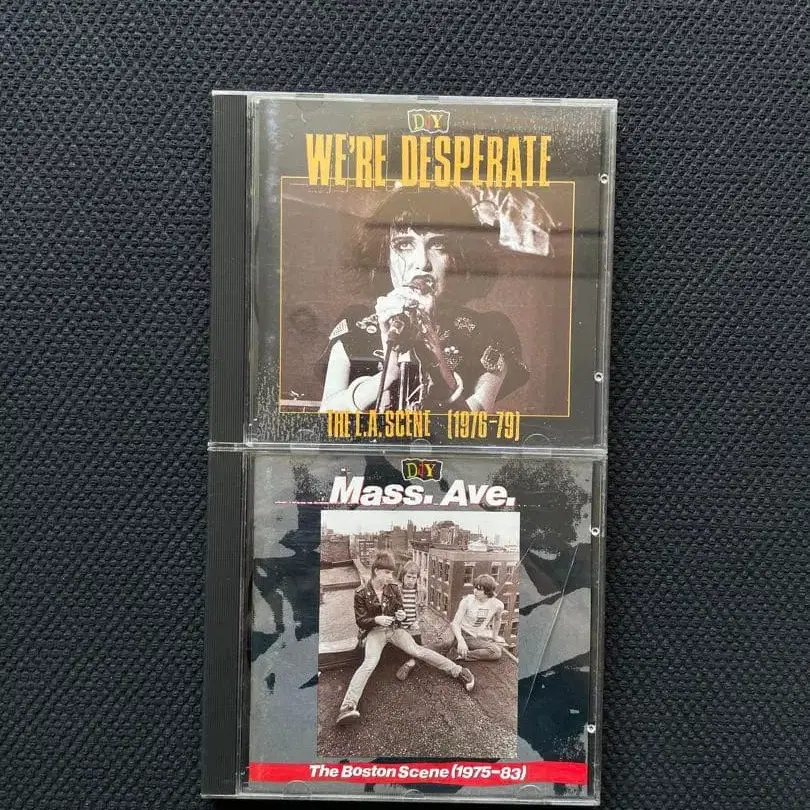 DIY
WE'RE DESPERATE
THE L.A. SCENE (1976-79)
DIY
Mass. Ave.
The Boston Scene (1975-83)